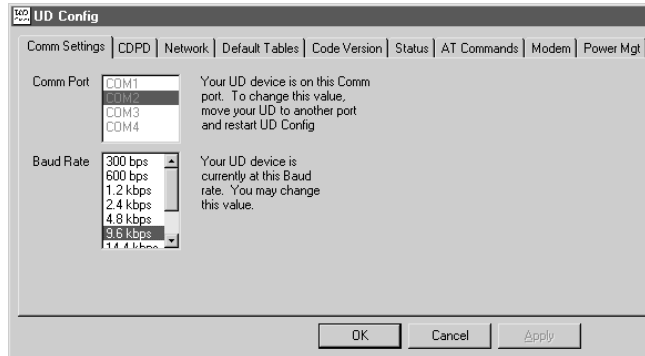 UD Config
Comm Settings
CDPD
Network
Default Tables
Code Version
Status
AT Commands
Modem
Power Mgt
Comm Port
COM1
COM2
COM3
COM4
Your UD device is on this Comm
port. To change this value,
move your UD to another port
and restart UD Config
Baud Rate
300 bps
600 bps
1.2 kbps
2.4 kbps
4.8 kbps
9.6 kbps
14.4 kbps
Your UD device is
currently at this Baud
rate. You may change
this value.
OK
Cancel
Apply